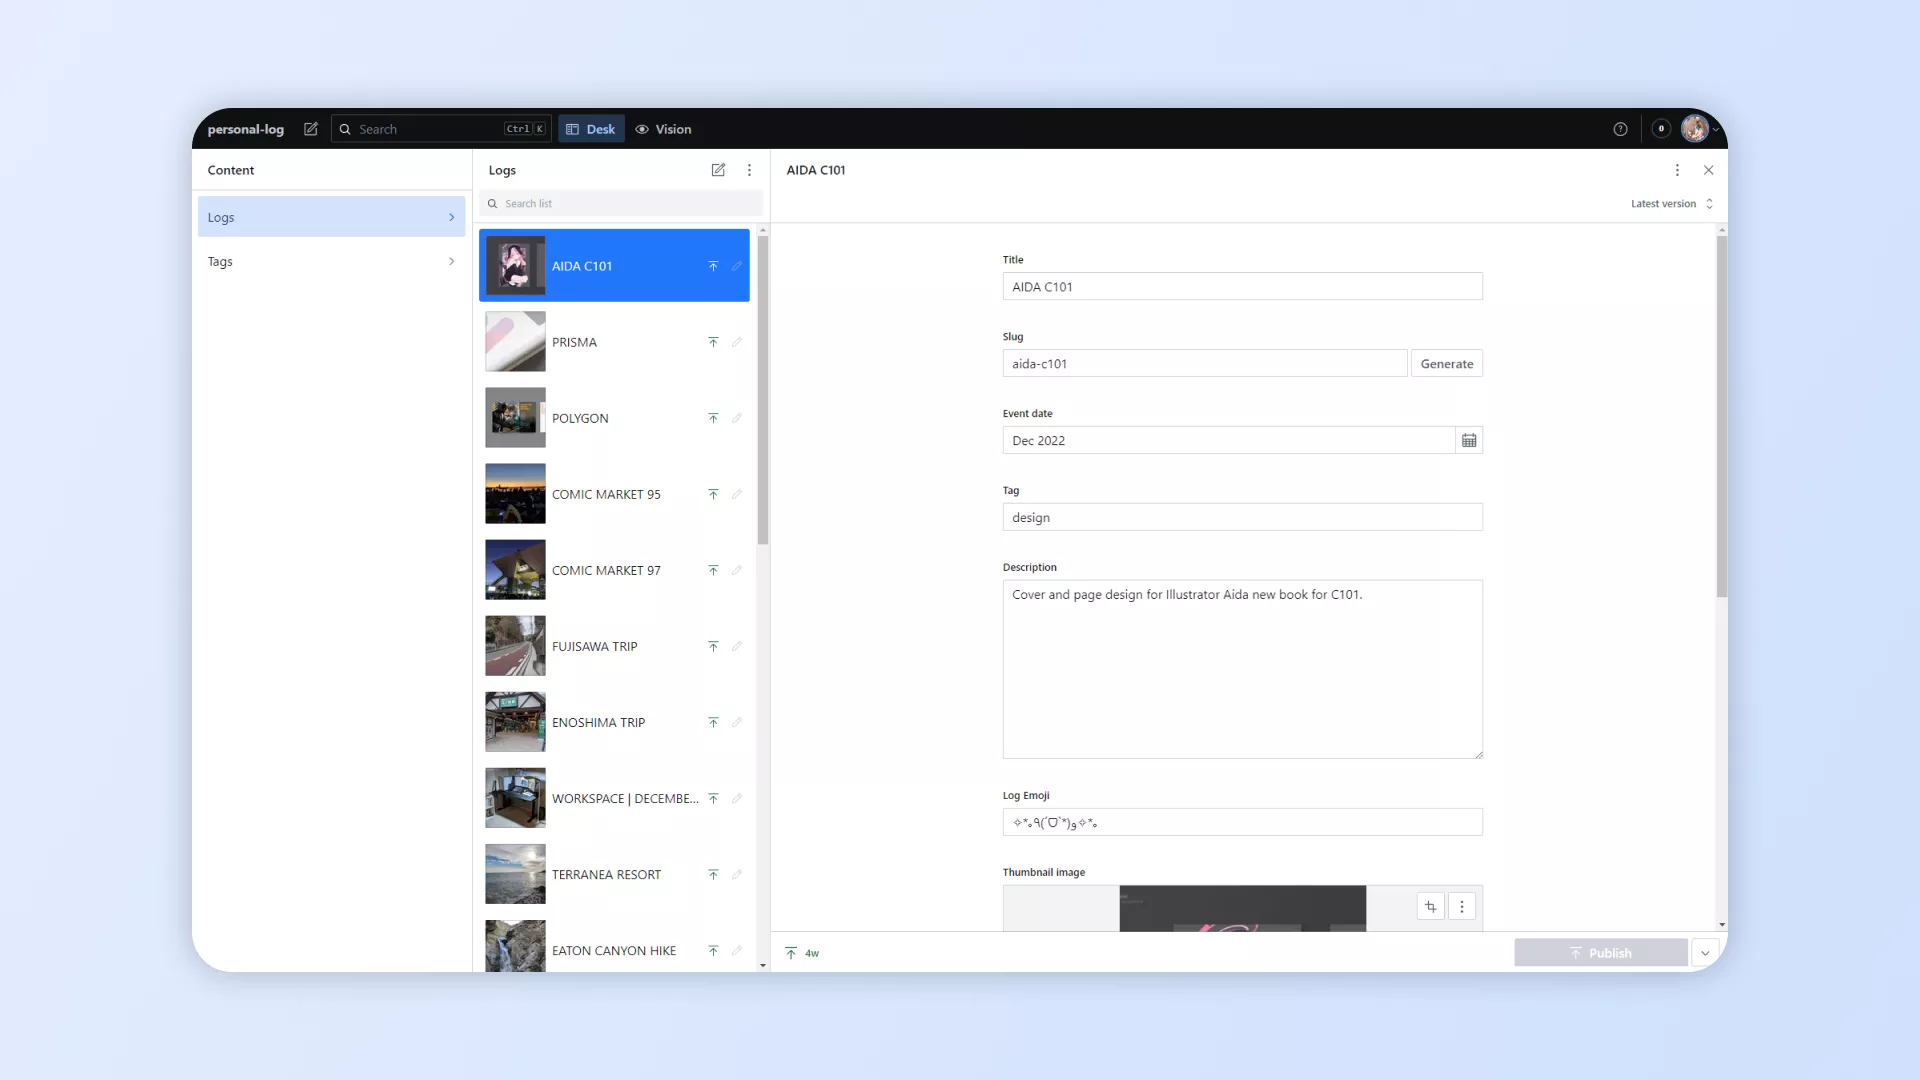 personal-log
Search
Ctrl K
Desk
Vision
0
Content
Logs
Tags
Logs
Search list
AIDA C101
PRISMA
POLYGON
COMIC MARKET 95
COMIC MARKET 97
FUJISAWA TRIP
ENOSHIMA TRIP
WORKSPACE | DECEMBE...
TERRANEA RESORT
EATON CANYON HIKE
AIDA C101
Latest version
Title
AIDA C101
Slug
aida-c101
Generate
Event date
Dec 2022
Tag
design
Description
Cover and page design for Illustrator Aida new book for C101.
Log Emoji
✧*｡٩(ˊᗜˋ*)و✧*｡
Thumbnail image
4w
Publish